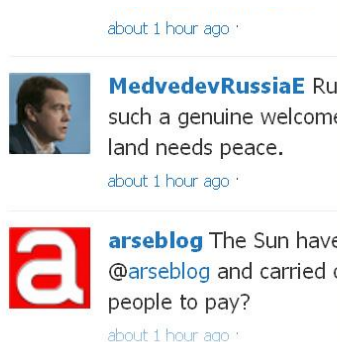 about 1 hour ago ·
MedvedevRussiaE Ru
such a genuine welcome
land needs peace.
about 1 hour ago ·
a
arseblog The Sun have
@arseblog and carried o
people to pay?
about 1 hour ago ·